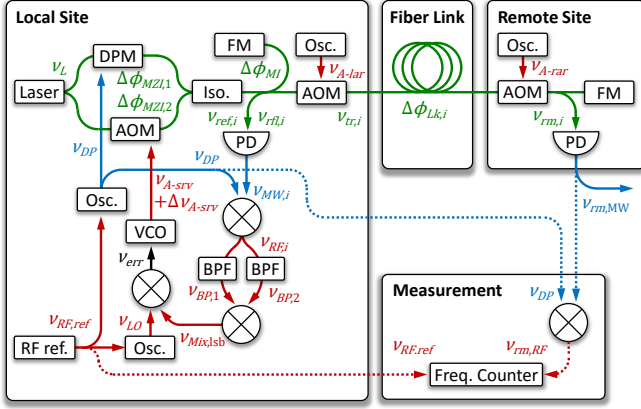 Local Site
Fiber Link
Remote Site
ν_L
DPM
FM
Osc.
Osc.
Δϕ_MI
ν_A-lar
ν_A-rar
Laser
Δϕ_MZI,1
Δϕ_MZI,2
Iso.
AOM
AOM
FM
AOM
ν_ref,i
ν_rfl,i
ν_tr,i
Δϕ_Lk,i
ν_rm,i
PD
PD
ν_DP
ν_DP
ν_MW,i
ν_rm,MW
Osc.
ν_A-srv
+Δν_A-srv
VCO
ν_RF,i
ν_err
BPF
BPF
ν_BP,1
ν_BP,2
Measurement
ν_DP
ν_RF,ref
ν_LO
ν_Mix,lsb
RF ref.
Osc.
ν_RF.ref
ν_rm,RF
Freq. Counter